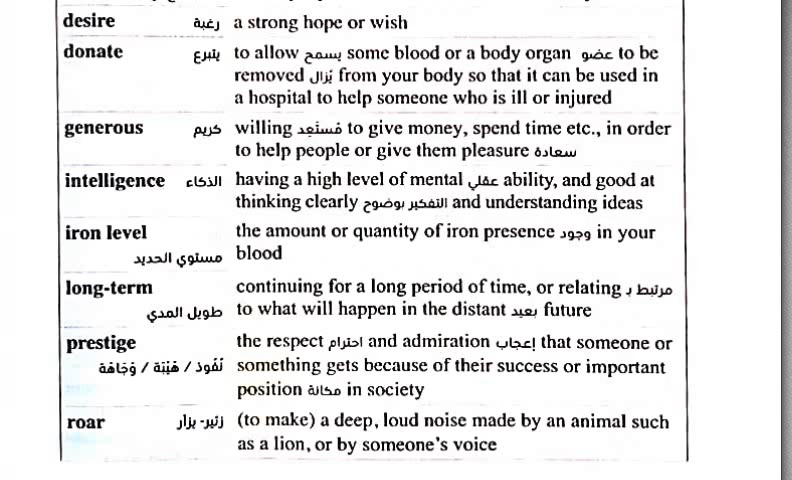 desire رغبة a strong hope or wish
donate يتبرع to allow يسمح some blood or a body organ عضو to be
removed يُزال from your body so that it can be used in
a hospital to help someone who is ill or injured
generous كريم willing مُستَعِد to give money, spend time etc., in order
to help people or give them pleasure سعادة
intelligence الذكاء having a high level of mental عقلي ability, and good at
thinking clearly التفكير بوضوح and understanding ideas
iron level the amount or quantity of iron presence وجود in your
مستوي الحديد blood
long-term continuing for a long period of time, or relating مرتبط بـ
طويل المدي to what will happen in the distant بعيد future
prestige the respect احترام and admiration إعجاب that someone or
نُفُوذ / هَيْبَة / وَجَاهَة something gets because of their success or important
position مكانة in society
roar زئير- يزأر (to make) a deep, loud noise made by an animal such
as a lion, or by someone's voice